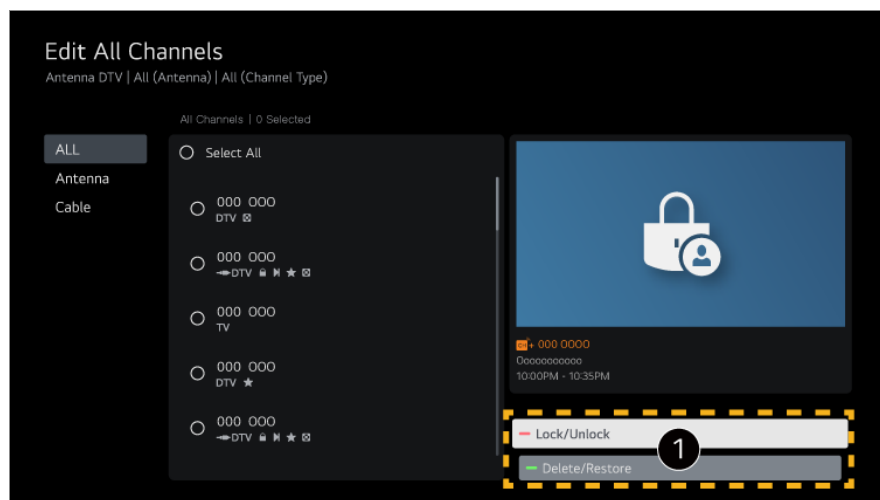 Edit All Channels
Antenna DTV | All (Antenna) | All (Channel Type)
All Channels | 0 Selected
ALL
Antenna
Cable
Select All
000 000
DTV
000 000
DTV
000 000
TV
000 000
DTV
000 000
DTV
000 0000
Ooooooooooo
10:00PM - 10:35PM
Lock/Unlock
1
Delete/Restore